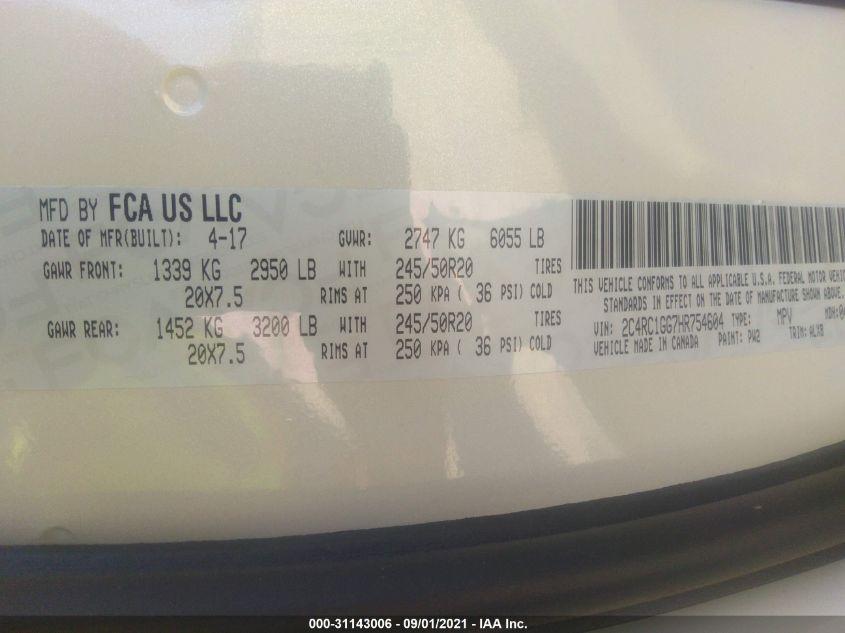 MFD BY FCA US LLC
DATE OF MFR(BUILT): 4-17 GVWR: 2747 KG 6055 LB
GAWR FRONT: 1339 KG 2950 LB WITH 245/50R20 TIRES
20X7.5 RIMS AT 250 KPA ( 36 PSI) COLD
GAWR REAR: 1452 KG 3200 LB WITH 245/50R20 TIRES
20X7.5 RIMS AT 250 KPA ( 36 PSI) COLD
THIS VEHICLE CONFORMS TO ALL APPLICABLE U.S.A. FEDERAL MOTOR
STANDARDS IN EFFECT ON THE DATE OF MANUFACTURE SHOWN ABOVE.
VIN: 2C4RC1GG7HR754604 TYPE: MPV MDH:
VEHICLE MADE IN CANADA PAINT: PW2 TRIM: ALX8
000-31143006 - 09/01/2021 - IAA Inc.